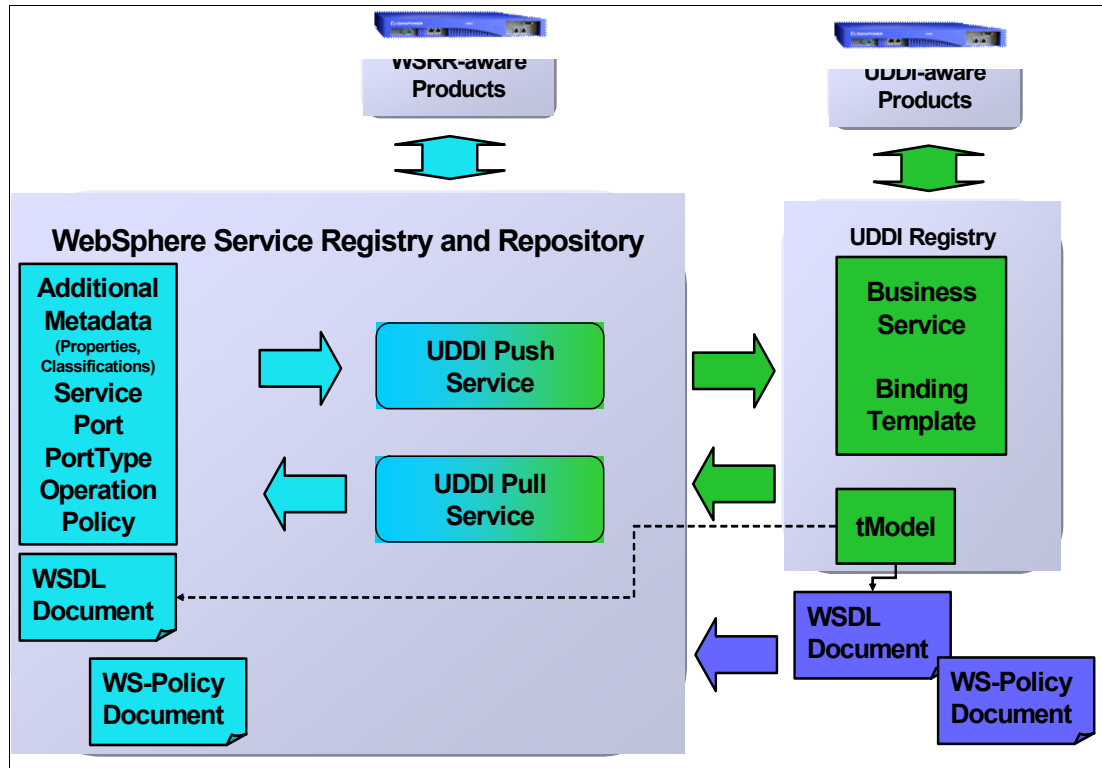 WSRR-aware
Products
UDDI-aware
Products
WebSphere Service Registry and Repository
Additional
Metadata
(Properties,
Classifications)
Service
Port
PortType
Operation
Policy
WSDL
Document
WS-Policy
Document
UDDI Push
Service
UDDI Pull
Service
UDDI Registry
Business
Service
Binding
Template
tModel
WSDL
Document
WS-Policy
Document